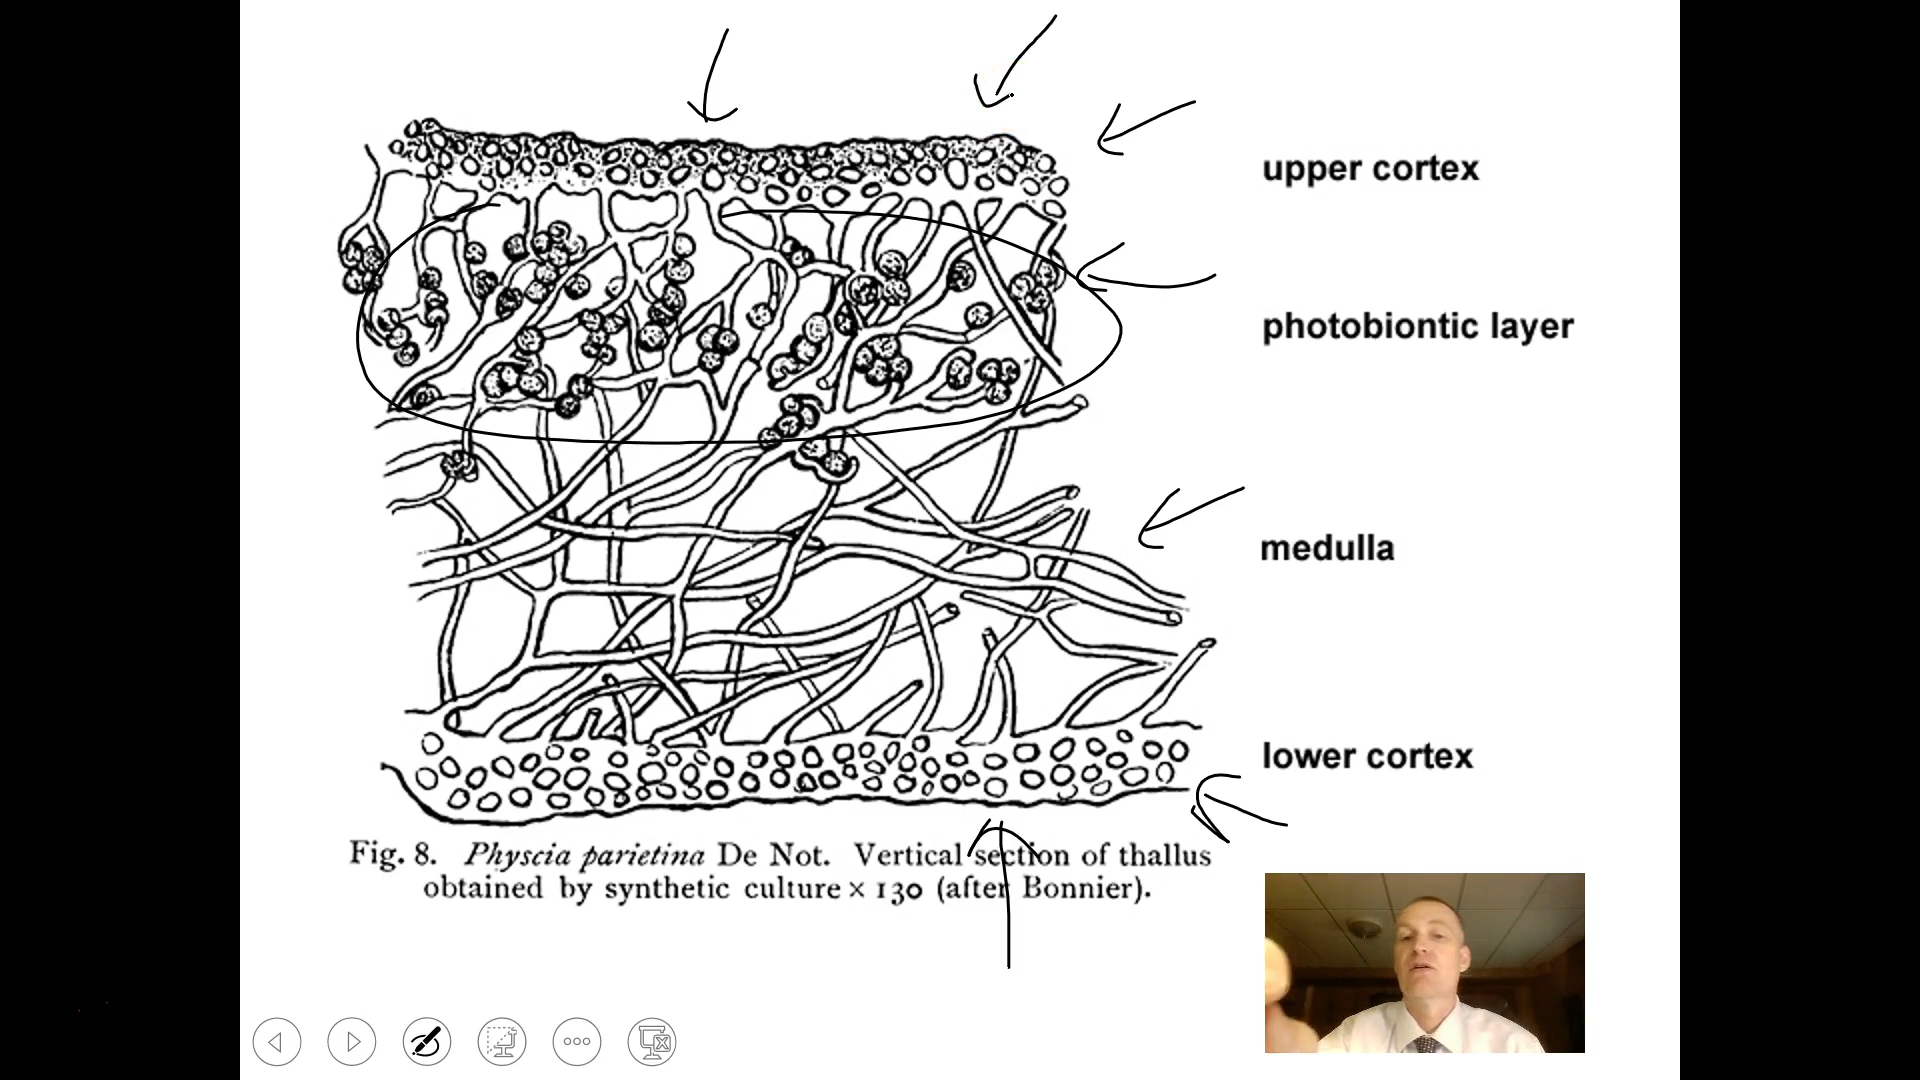 upper cortex
photobiontic layer
medulla
lower cortex
Fig. 8. Physcia parietina De Not. Vertical section of thallus
obtained by synthetic culture × 130 (after Bonnier).